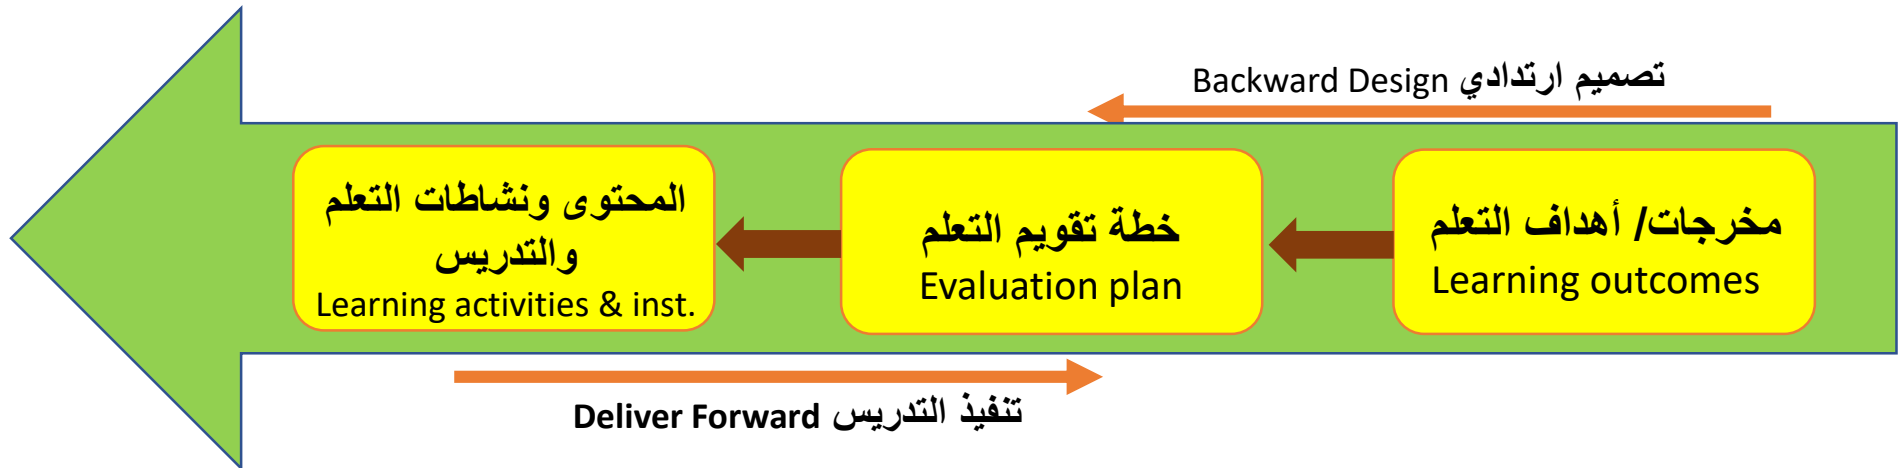 تصميم ارتدادي Backward Design
مخرجات/ أهداف التعلم
Learning outcomes
خطة تقويم التعلم
Evaluation plan
المحتوى ونشاطات التعلم
والتدريس
Learning activities & inst.
تنفيذ التدريس Deliver Forward